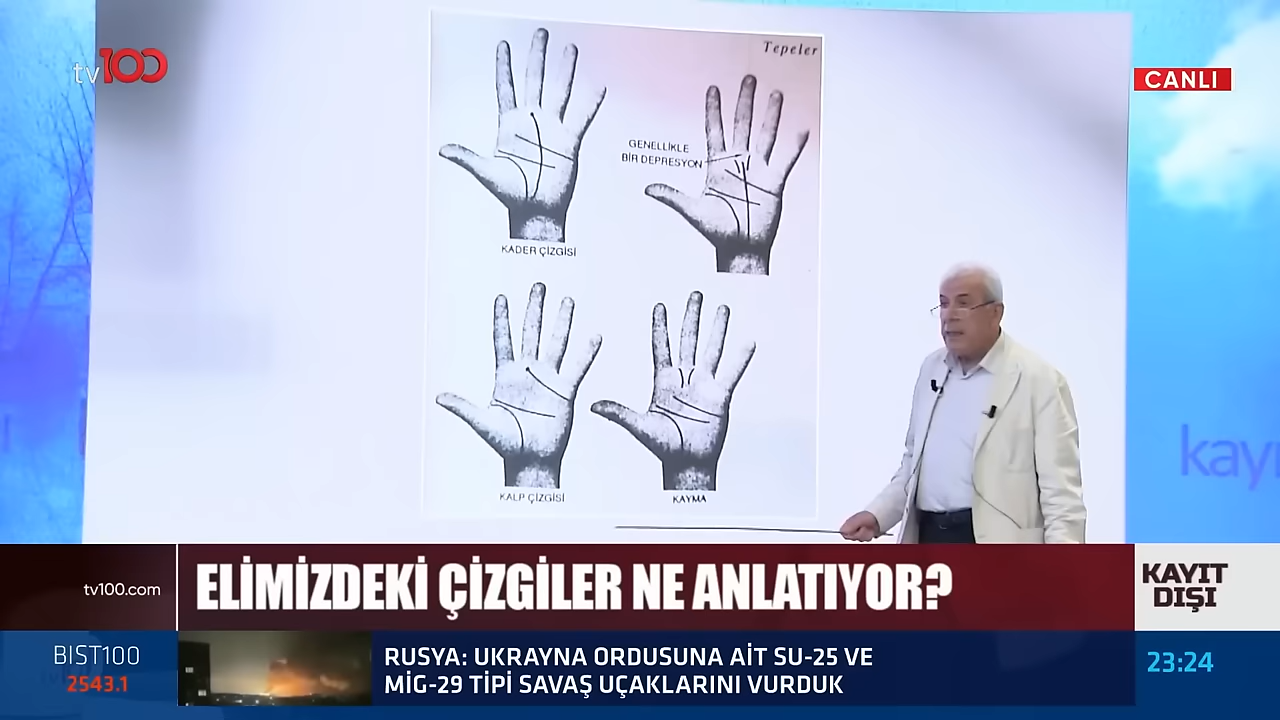 tv100
CANLI
Tepeler
GENELLİKLE
BİR DEPRESYON
KADER ÇİZGİSİ
KALP ÇİZGİSİ
KAYMA
kayı
tv100.com
ELİMİZDEKİ ÇİZGİLER NE ANLATIYOR?
KAYIT
DIŞI
BIST100
2543.1
RUSYA: UKRAYNA ORDUSUNA AİT SU-25 VE
MİG-29 TİPİ SAVAŞ UÇAKLARINI VURDUK
23:24